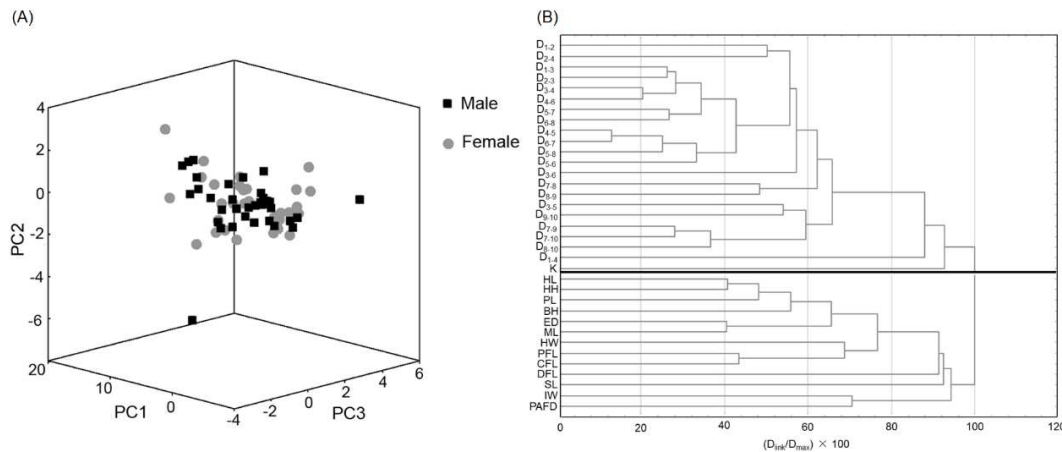 (A)
4
2
0
-2
-4
-6
20
10
0
-4
-2
0
2
4
6
PC2
PC1
PC3
Male
Female
(B)
D1-2
D2-4
D1-3
D2-3
D3-4
D4-6
D5-7
D6-8
D4-5
D6-7
D5-8
D5-6
D3-6
D7-8
D8-9
D3-5
D9-10
D7-9
D7-10
D8-10
D1-4
K
HL
HH
PL
BH
ED
ML
HW
PFL
CFL
DFL
SL
IW
PAFD
0 20 40 60 80 100 120
(Dlink/Dmax) × 100